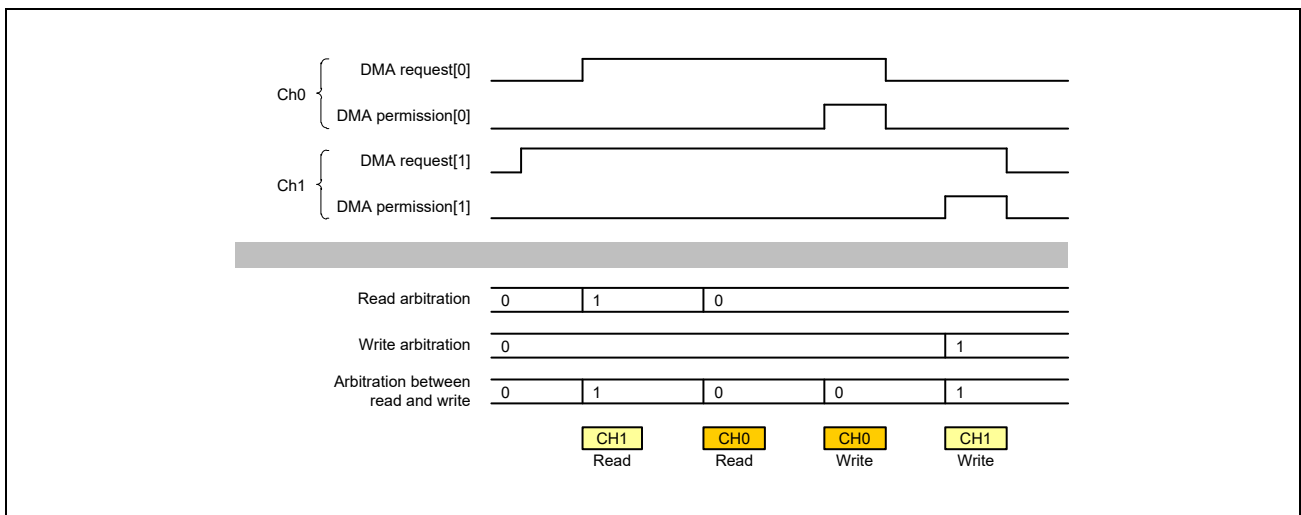 DMA request[0]
Ch0
DMA permission[0]
DMA request[1]
Ch1
DMA permission[1]
Read arbitration 0 1 0
Write arbitration 0 1
Arbitration between
read and write 0 1 0 0 1
CH1 CH0 CH0 CH1
Read Read Write Write